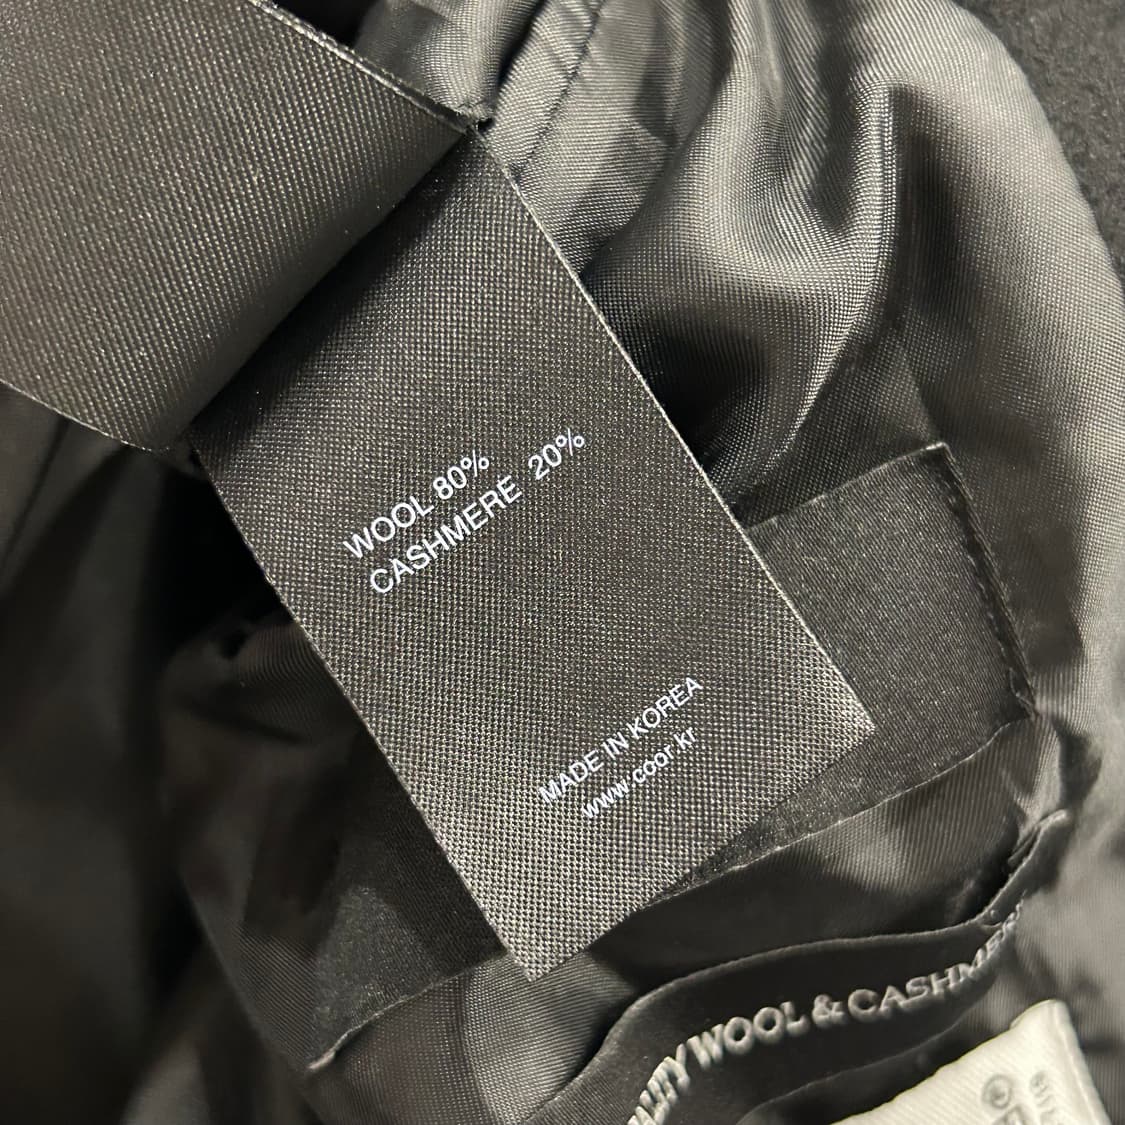 WOOL 80%
CASHMERE 20%
MADE IN KOREA
www.coor.kr
WOOL & CASHMERE